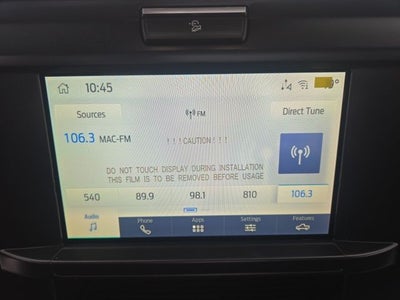 10:45
Sources FM Direct Tune
106.3 MAC-FM
!!!CAUTION!!!
DO NOT TOUCH DISPLAY DURING INSTALLATION
THIS FILM IS TO BE REMOVED BEFORE USAGE
540 89.9 98.1 810 106.3
Audio Phone Apps Settings Features